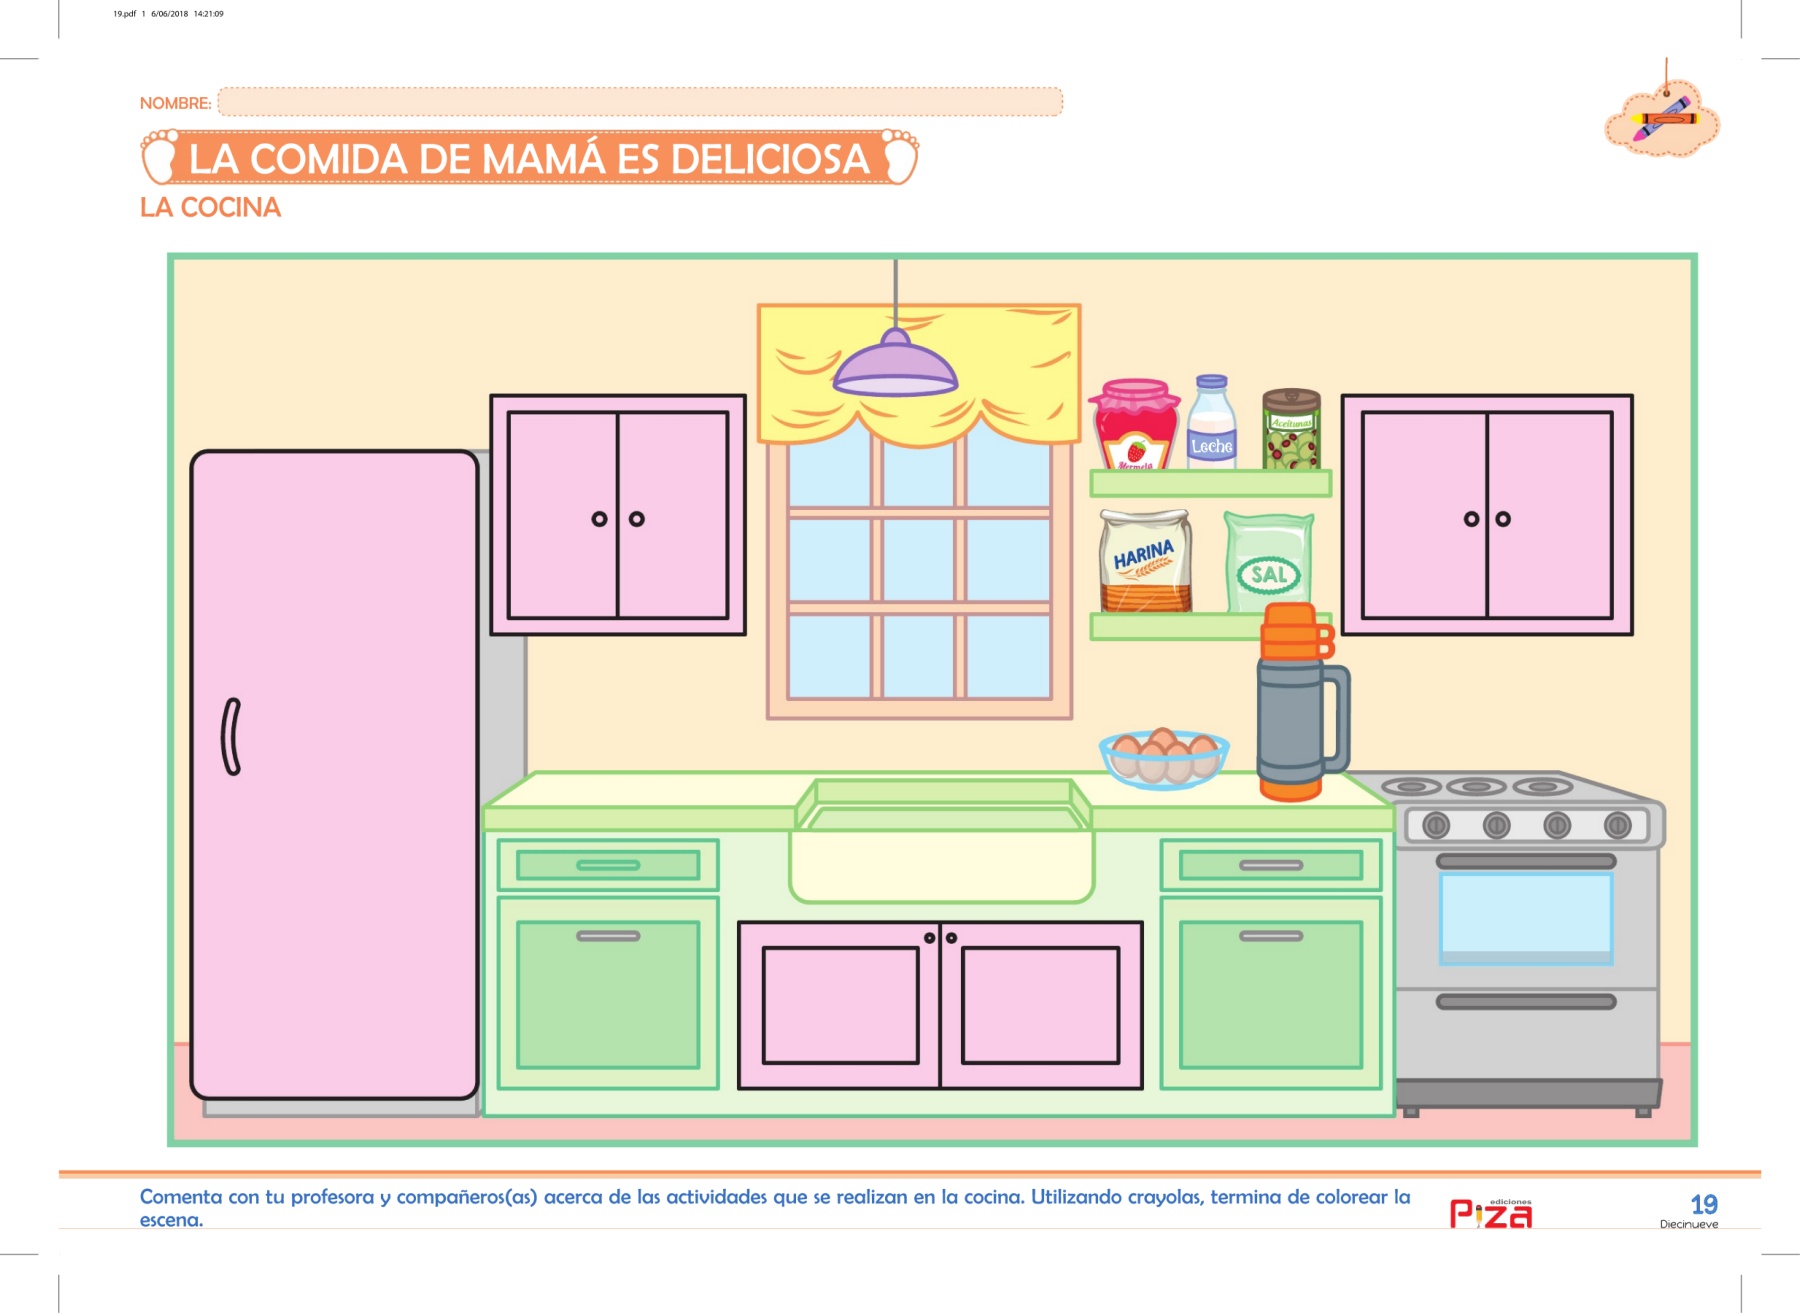 19.pdf 1 6/06/2018 14:21:09
NOMBRE:
LA COMIDA DE MAMÁ ES DELICIOSA
LA COCINA
Leche
Aceitunas
Mermela
HARINA
SAL
Comenta con tu profesora y compañeros(as) acerca de las actividades que se realizan en la cocina. Utilizando crayolas, termina de colorear la
escena.
ediciones
Piza
19
Diecinueve